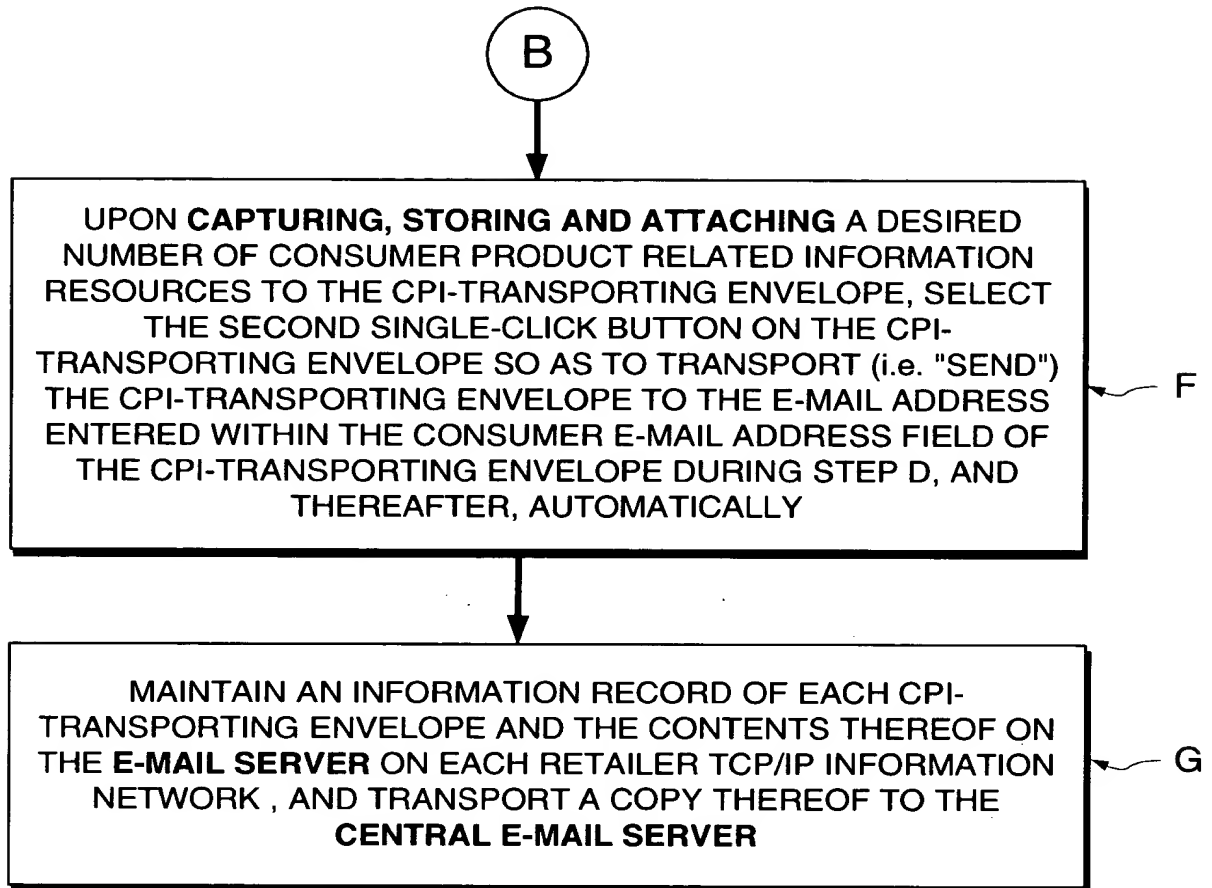 B
UPON CAPTURING, STORING AND ATTACHING A DESIRED
NUMBER OF CONSUMER PRODUCT RELATED INFORMATION
RESOURCES TO THE CPI-TRANSPORTING ENVELOPE, SELECT
THE SECOND SINGLE-CLICK BUTTON ON THE CPI-
TRANSPORTING ENVELOPE SO AS TO TRANSPORT (i.e. "SEND")
THE CPI-TRANSPORTING ENVELOPE TO THE E-MAIL ADDRESS
ENTERED WITHIN THE CONSUMER E-MAIL ADDRESS FIELD OF
THE CPI-TRANSPORTING ENVELOPE DURING STEP D, AND
THEREAFTER, AUTOMATICALLY
F
MAINTAIN AN INFORMATION RECORD OF EACH CPI-
TRANSPORTING ENVELOPE AND THE CONTENTS THEREOF ON
THE E-MAIL SERVER ON EACH RETAILER TCP/IP INFORMATION
NETWORK , AND TRANSPORT A COPY THEREOF TO THE
CENTRAL E-MAIL SERVER
G